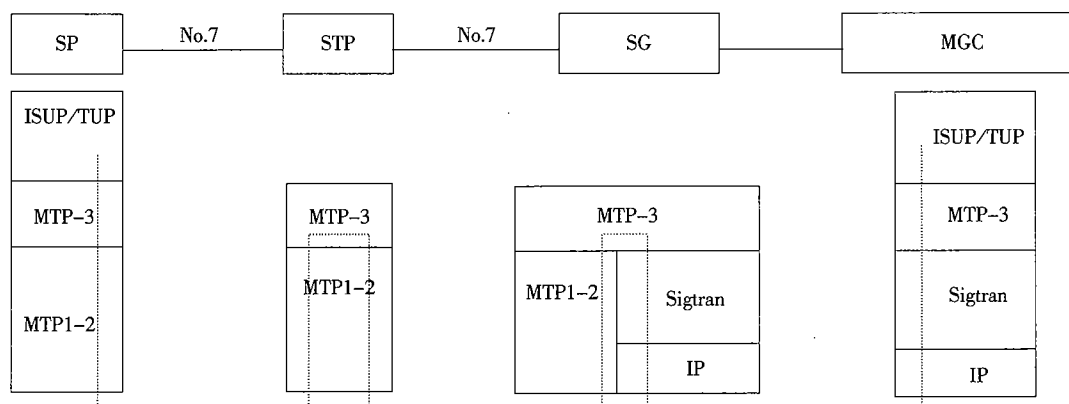 SP No.7 STP No.7 SG MGC
ISUP/TUP ISUP/TUP
MTP-3 MTP-3 MTP-3 MTP-3
MTP1-2 MTP1-2 MTP1-2 Sigtran Sigtran
IP IP